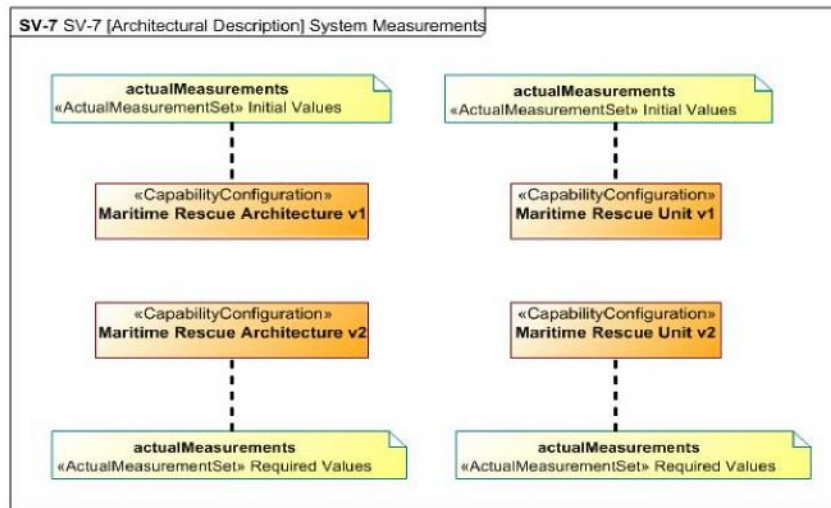 SV-7 SV-7 [Architectural Description] System Measurements
actualMeasurements
«ActualMeasurementSet» Initial Values
actualMeasurements
«ActualMeasurementSet» Initial Values
«CapabilityConfiguration»
Maritime Rescue Architecture v1
«CapabilityConfiguration»
Maritime Rescue Unit v1
«CapabilityConfiguration»
Maritime Rescue Architecture v2
«CapabilityConfiguration»
Maritime Rescue Unit v2
actualMeasurements
«ActualMeasurementSet» Required Values
actualMeasurements
«ActualMeasurementSet» Required Values